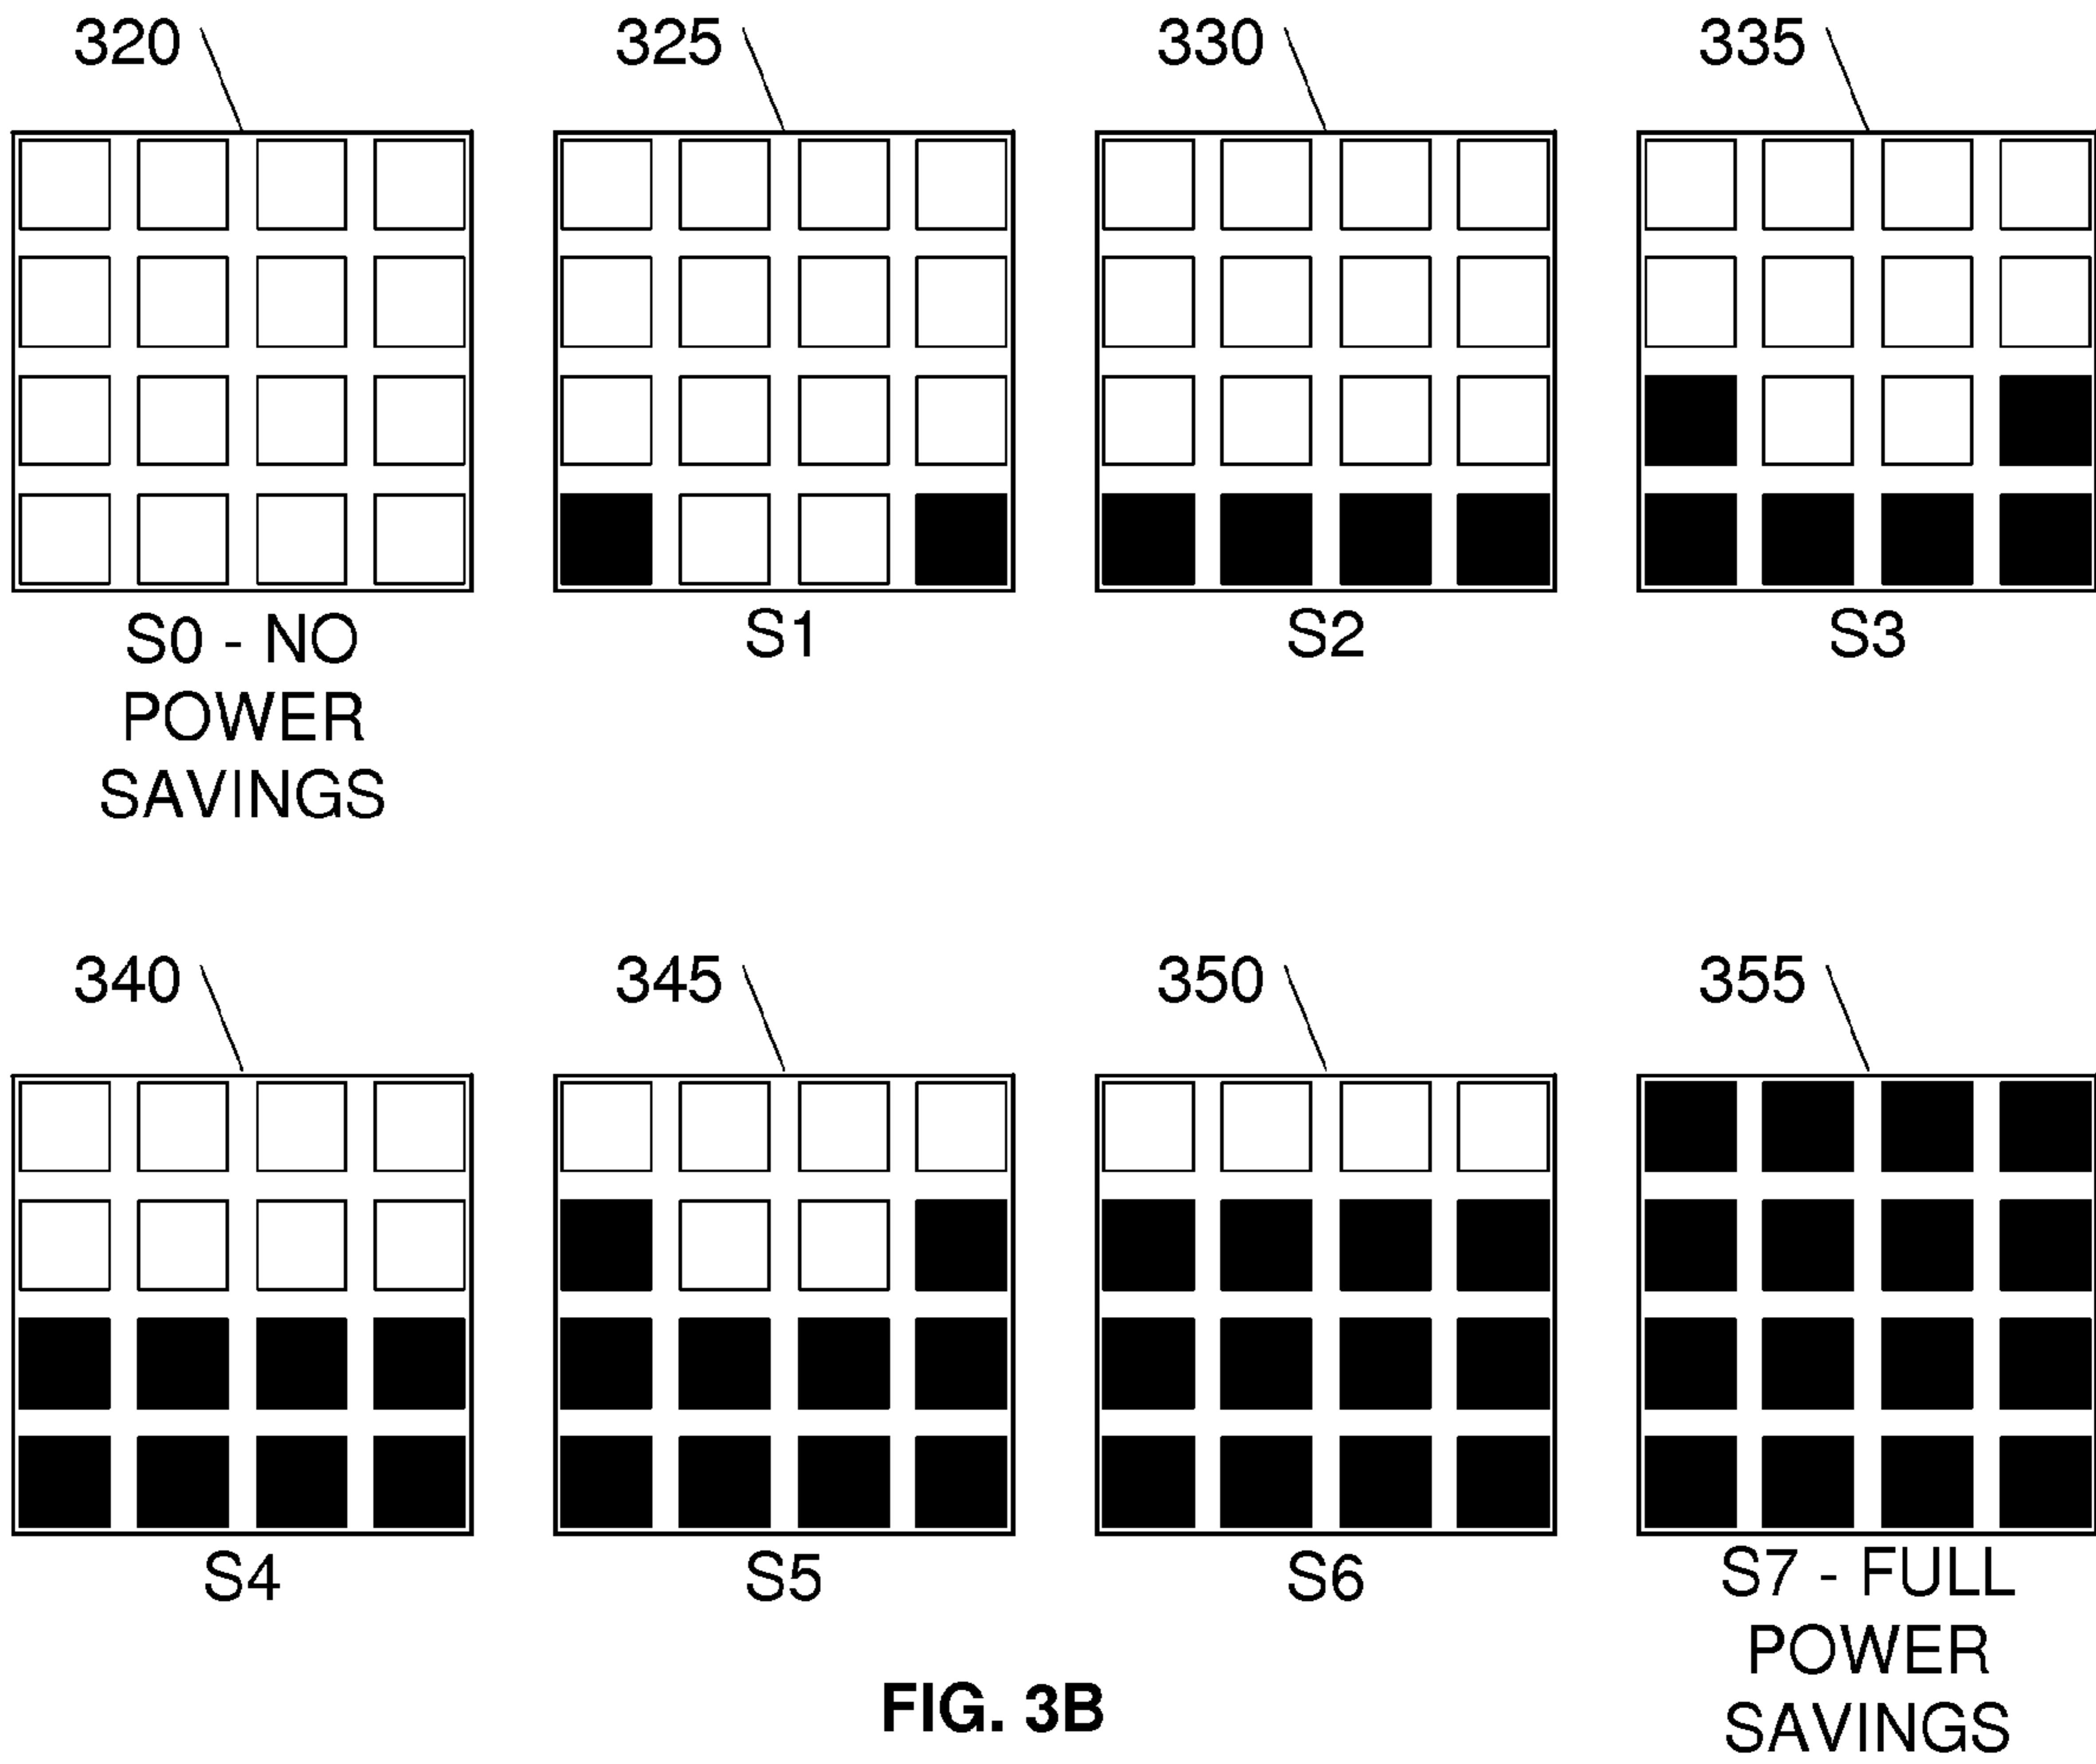 320
325
330
335
S0 - NO
POWER
SAVINGS
S1
S2
S3
340
345
350
355
S4
S5
S6
S7 - FULL
POWER
SAVINGS
FIG. 3B